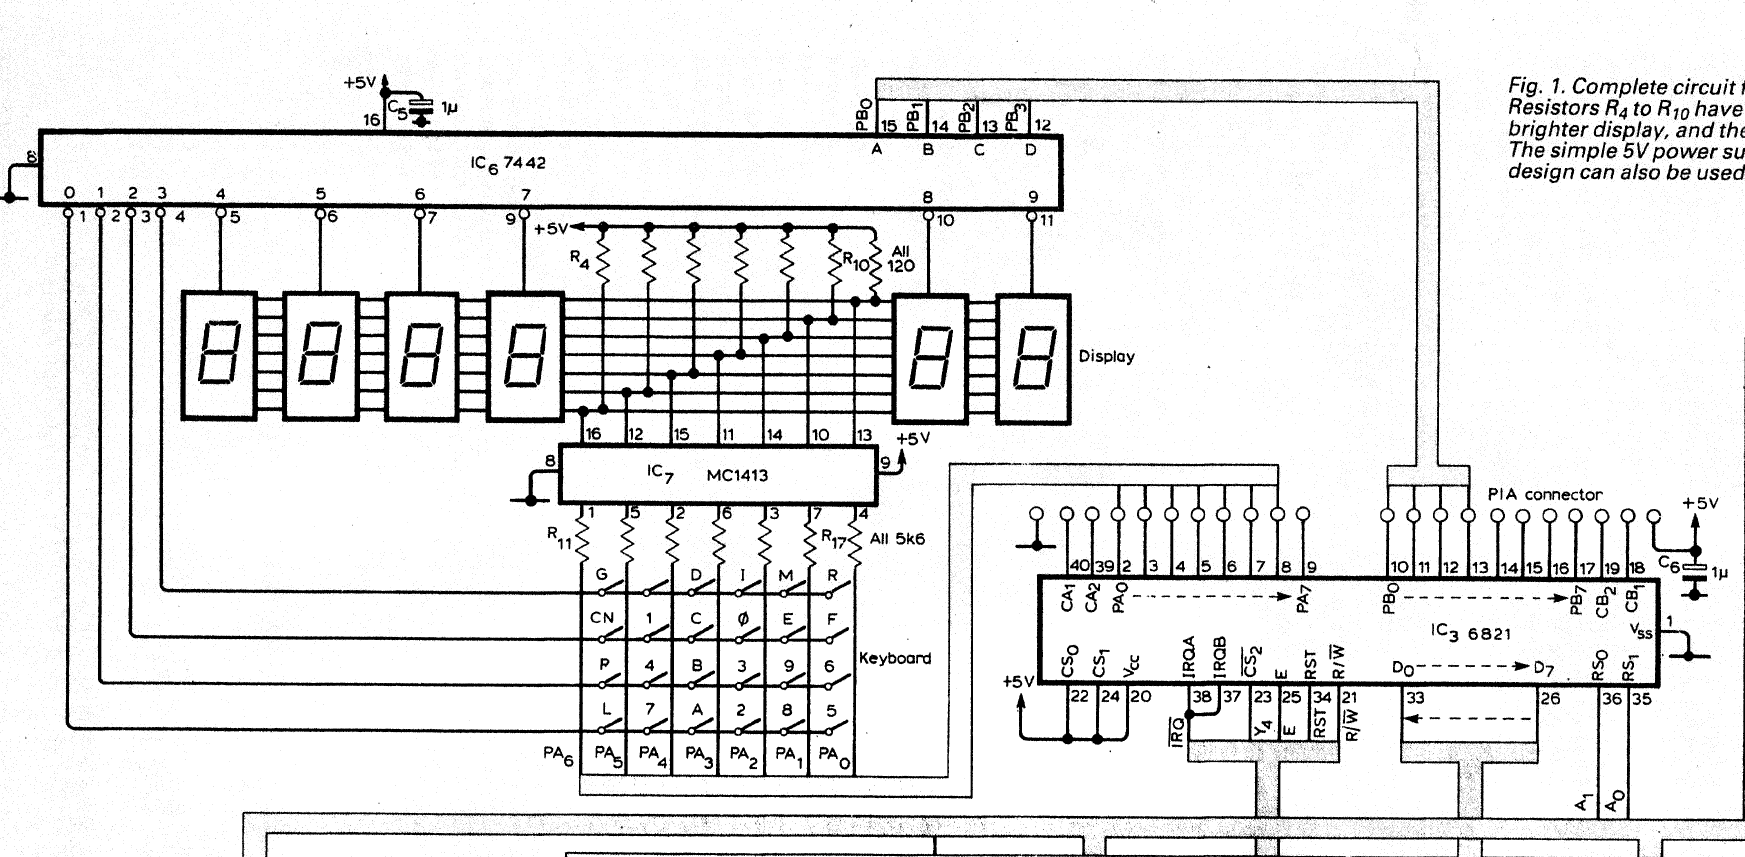 Fig. 1. Complete circuit f
Resistors R4 to R10 have
brighter display, and the
The simple 5V power su
design can also be used
+5V
C5 1µ
16
PB0 PB1 PB2 PB3
15 14 13 12
A B C D
8
IC6 7442
0 1 2 3 4 5 6 7 8 9
1 2 3 4 5 6 7 9 10 11
+5V
R4 R10 All 120
Display
16 12 15 11 14 10 13
+5V
8 IC7 MC1413 9
1 5 2 6 3 7 4
R11 R17 All 5k6
G D I M R
CN 1 C Ø E F
P 4 B 3 9 6
Keyboard
L 7 A 2 8 5
PA6 PA5 PA4 PA3 PA2 PA1 PA0
PIA connector
+5V
C6 1µ
40 39 2 3 4 5 6 7 8 9 10 11 12 13 14 15 16 17 19 18
CA1 CA2 PA0 PA7 PB0 PB7 CB2 CB1
IC3 6821
VSS 1
CS0 CS1 VCC IRQA IRQB CS2 E RST R/W D0 D7 RS0 RS1
+5V
22 24 20 38 37 23 25 34 21 33 26 36 35
IRQ Y4 E RST R/W
A1 A0